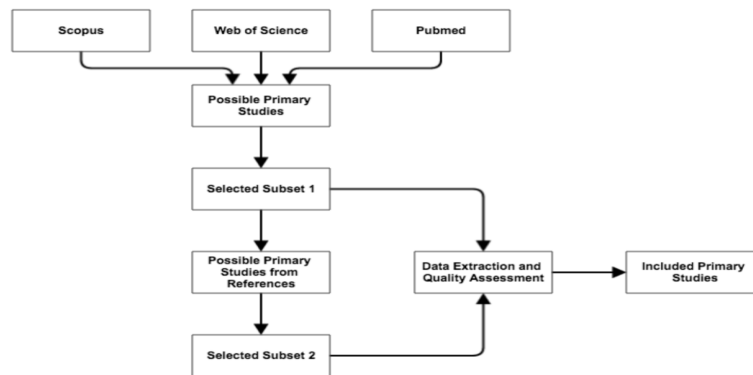 Scopus
Web of Science
Pubmed
Possible Primary
Studies
Selected Subset 1
Possible Primary
Studies from
References
Data Extraction and
Quality Assessment
Included Primary
Studies
Selected Subset 2